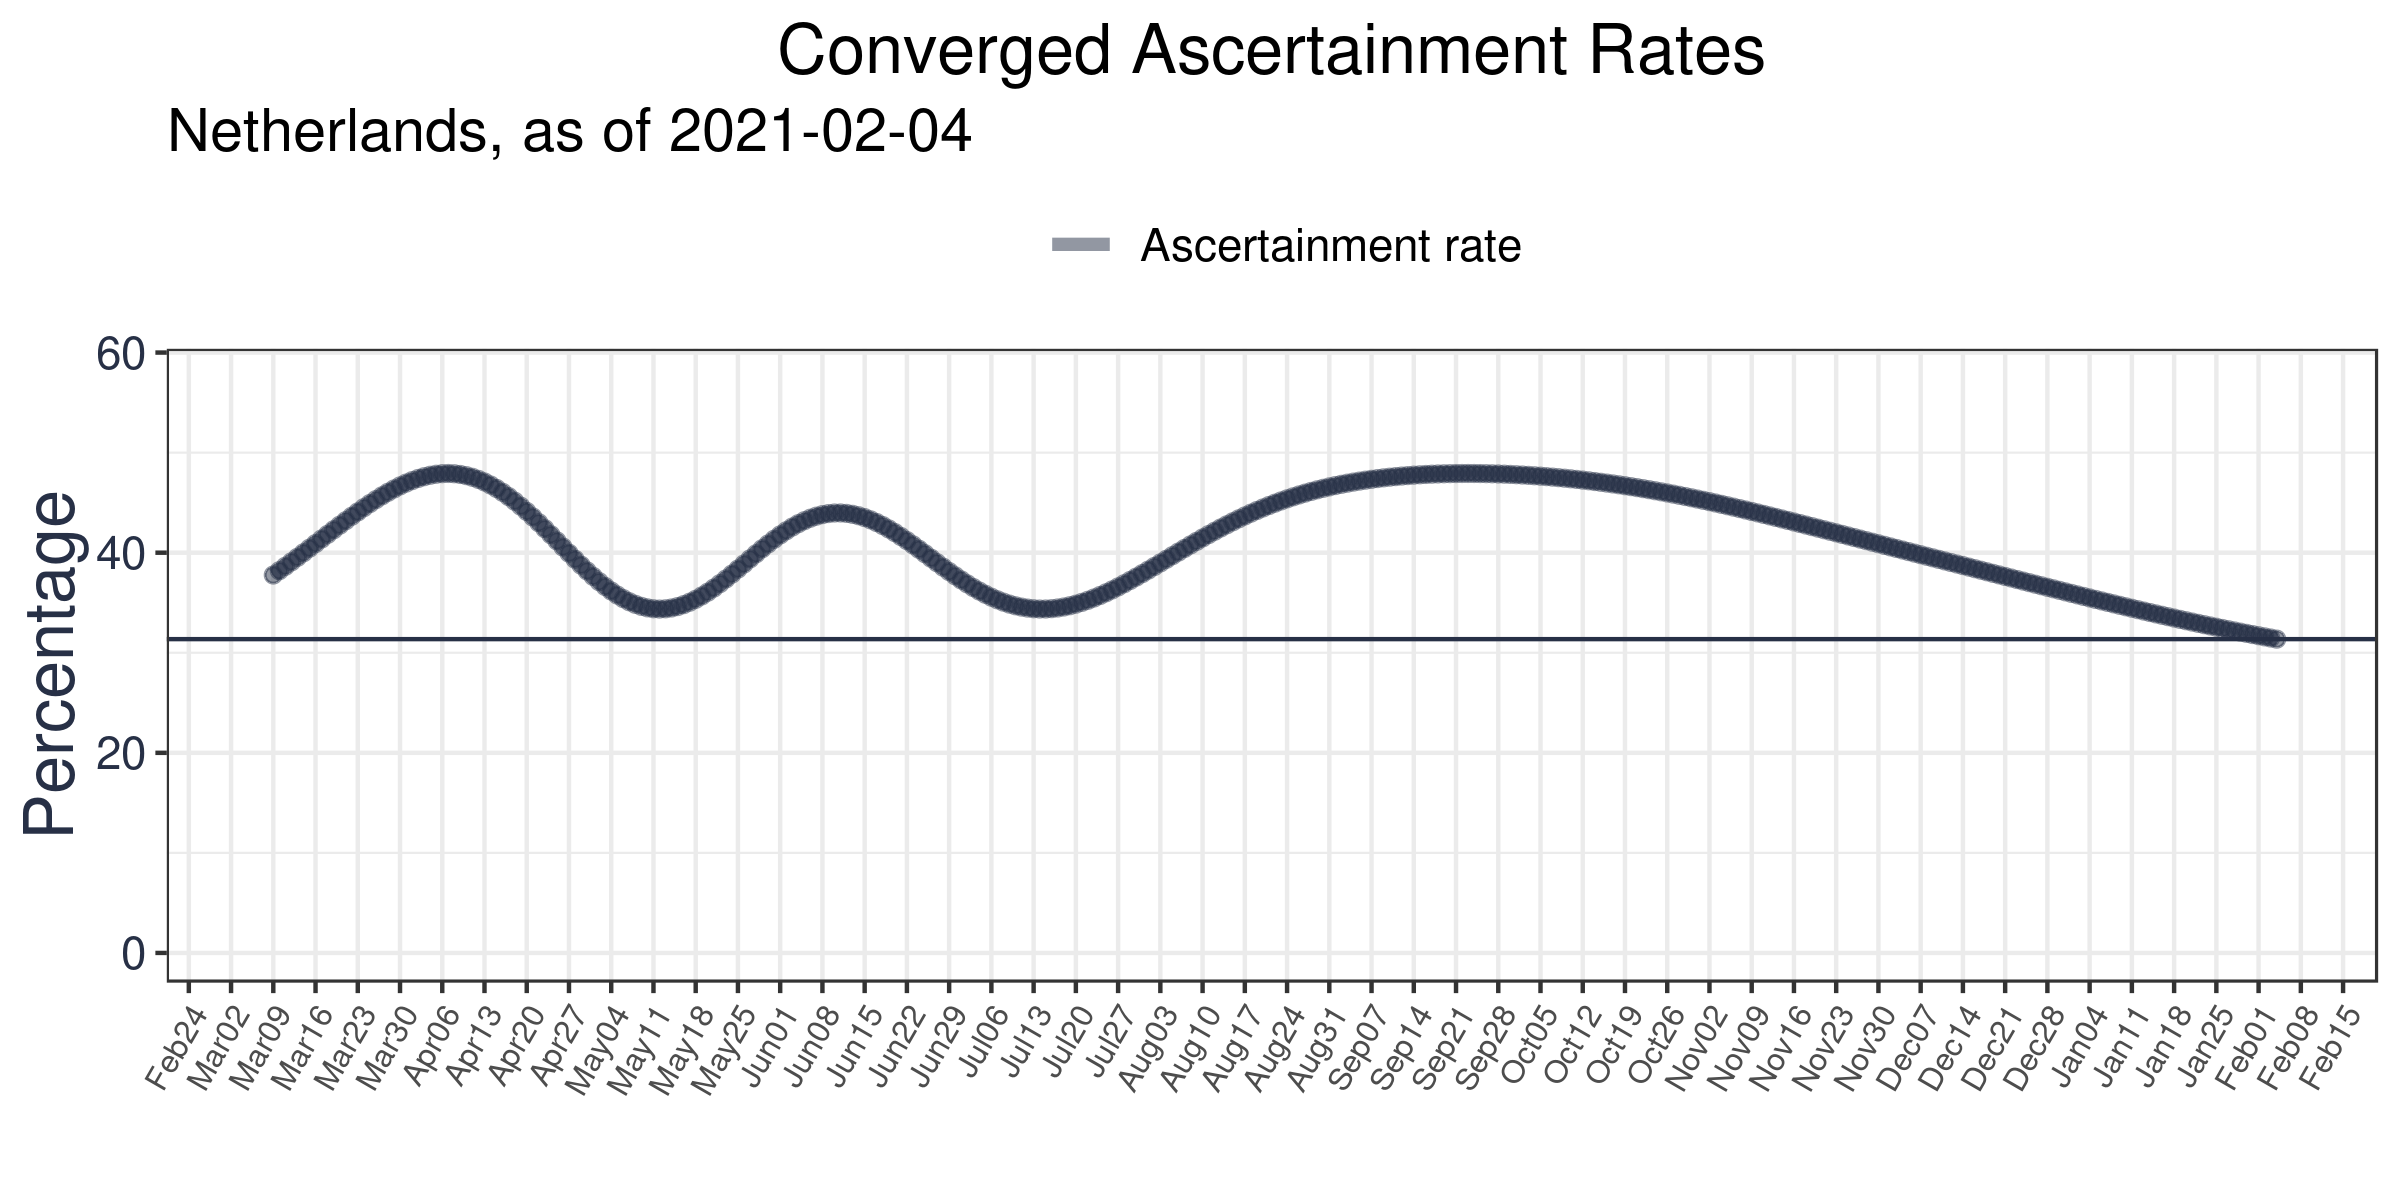 Converged Ascertainment Rates
Netherlands, as of 2021-02-04
Ascertainment rate
Percentage
60
40
20
0
Feb24 Mar02 Mar09 Mar16 Mar23 Mar30 Apr06 Apr13 Apr20 Apr27 May04 May11 May18 May25 Jun01 Jun08 Jun15 Jun22 Jun29 Jul06 Jul13 Jul20 Jul27 Aug03 Aug10 Aug17 Aug24 Aug31 Sep07 Sep14 Sep21 Sep28 Oct05 Oct12 Oct19 Oct26 Nov02 Nov09 Nov16 Nov23 Nov30 Dec07 Dec14 Dec21 Dec28 Jan04 Jan11 Jan18 Jan25 Feb01 Feb08 Feb15